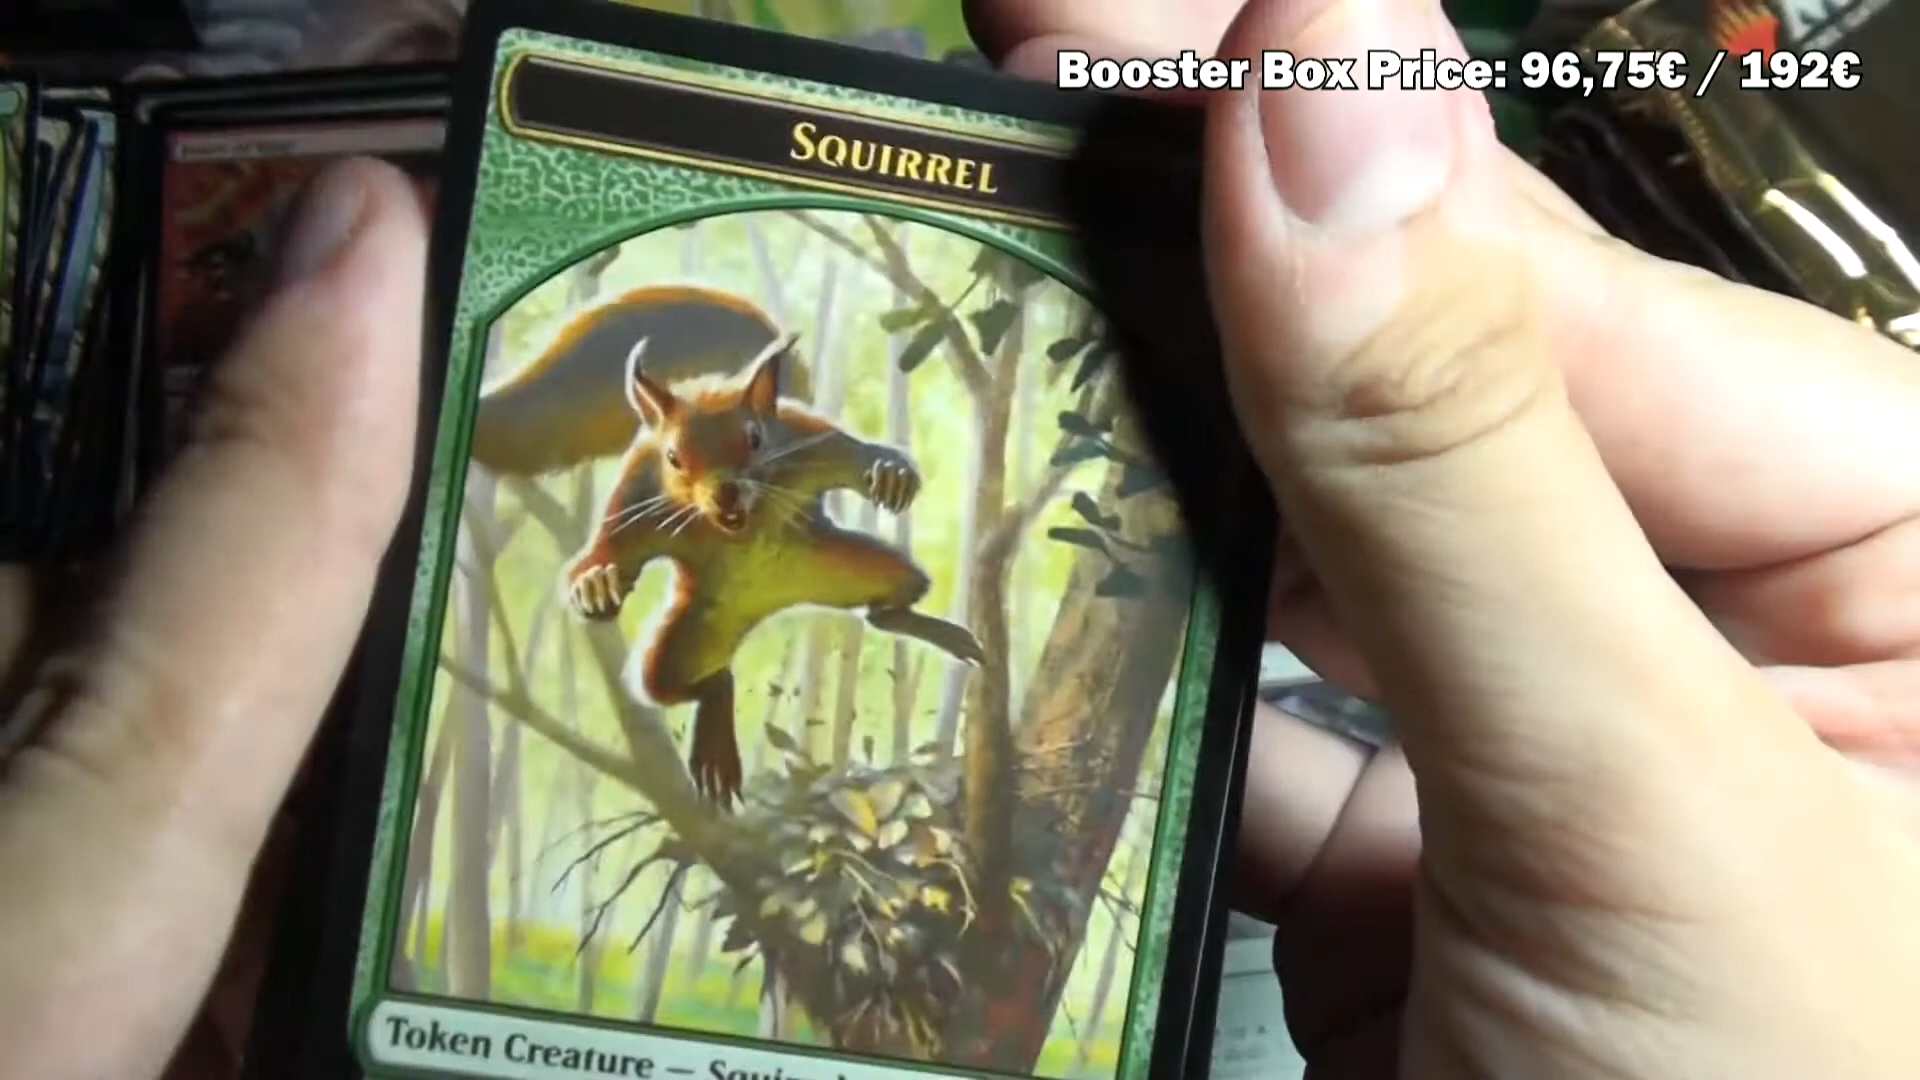 Booster Box Price: 96,75€ / 192€
SQUIRREL
Token Creature —